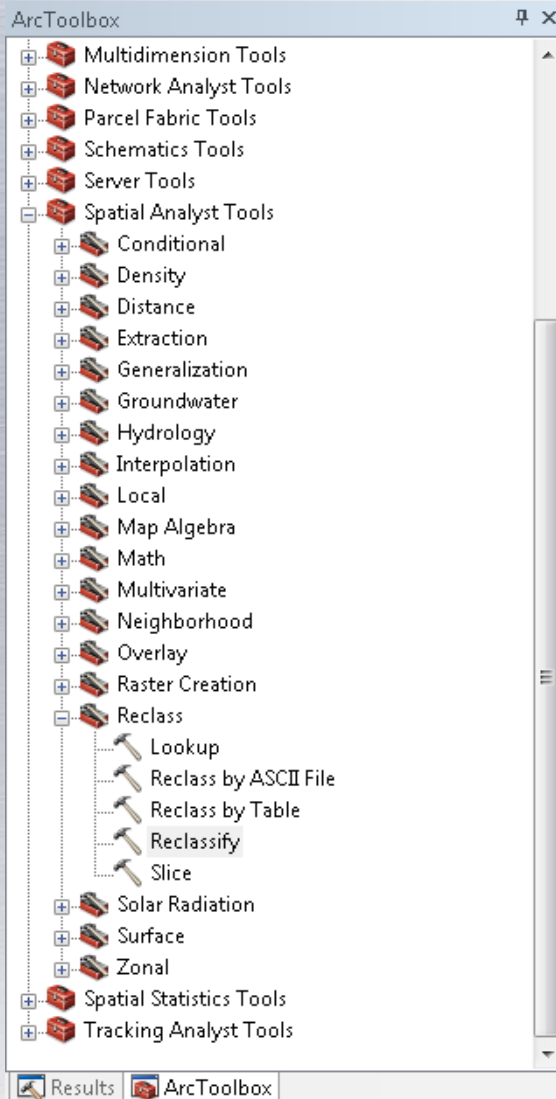 ArcToolbox
Multidimension Tools
Network Analyst Tools
Parcel Fabric Tools
Schematics Tools
Server Tools
Spatial Analyst Tools
Conditional
Density
Distance
Extraction
Generalization
Groundwater
Hydrology
Interpolation
Local
Map Algebra
Math
Multivariate
Neighborhood
Overlay
Raster Creation
Reclass
Lookup
Reclass by ASCII File
Reclass by Table
Reclassify
Slice
Solar Radiation
Surface
Zonal
Spatial Statistics Tools
Tracking Analyst Tools
Results ArcToolbox